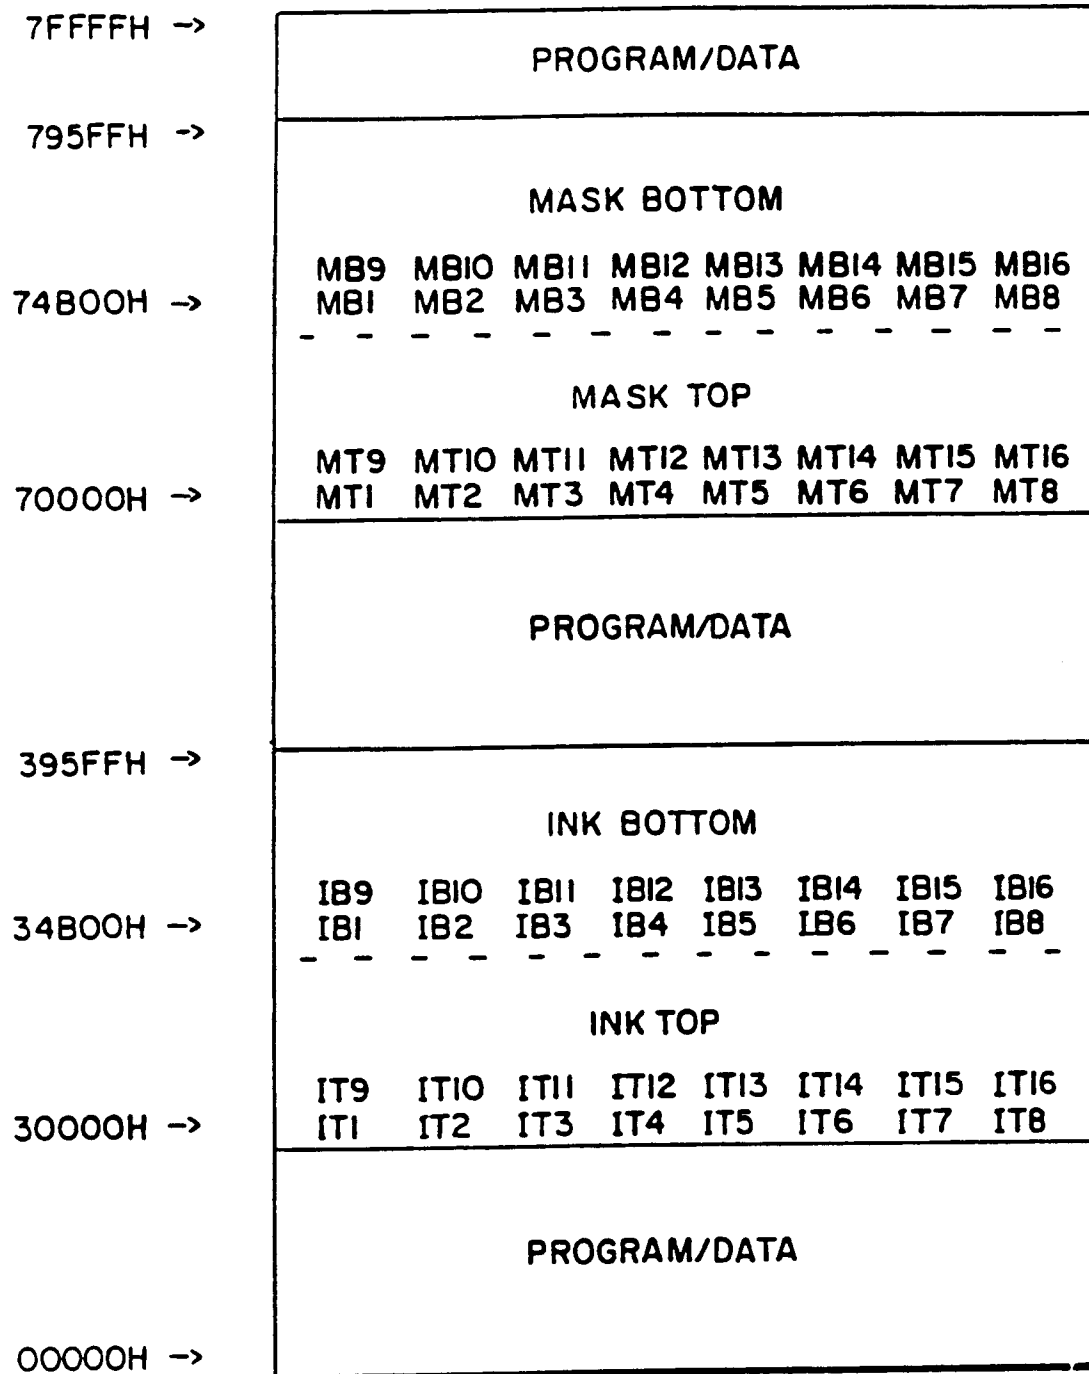 7FFFFH ->
PROGRAM/DATA
795FFH ->
MASK BOTTOM
MB9 MB10 MB11 MB12 MB13 MB14 MB15 MB16
74B00H -> MB1 MB2 MB3 MB4 MB5 MB6 MB7 MB8
MASK TOP
MT9 MT10 MT11 MT12 MT13 MT14 MT15 MT16
70000H -> MT1 MT2 MT3 MT4 MT5 MT6 MT7 MT8
PROGRAM/DATA
395FFH ->
INK BOTTOM
IB9 IB10 IB11 IB12 IB13 IB14 IB15 IB16
34B00H -> IB1 IB2 IB3 IB4 IB5 IB6 IB7 IB8
INK TOP
IT9 IT10 IT11 IT12 IT13 IT14 IT15 IT16
30000H -> IT1 IT2 IT3 IT4 IT5 IT6 IT7 IT8
PROGRAM/DATA
00000H ->